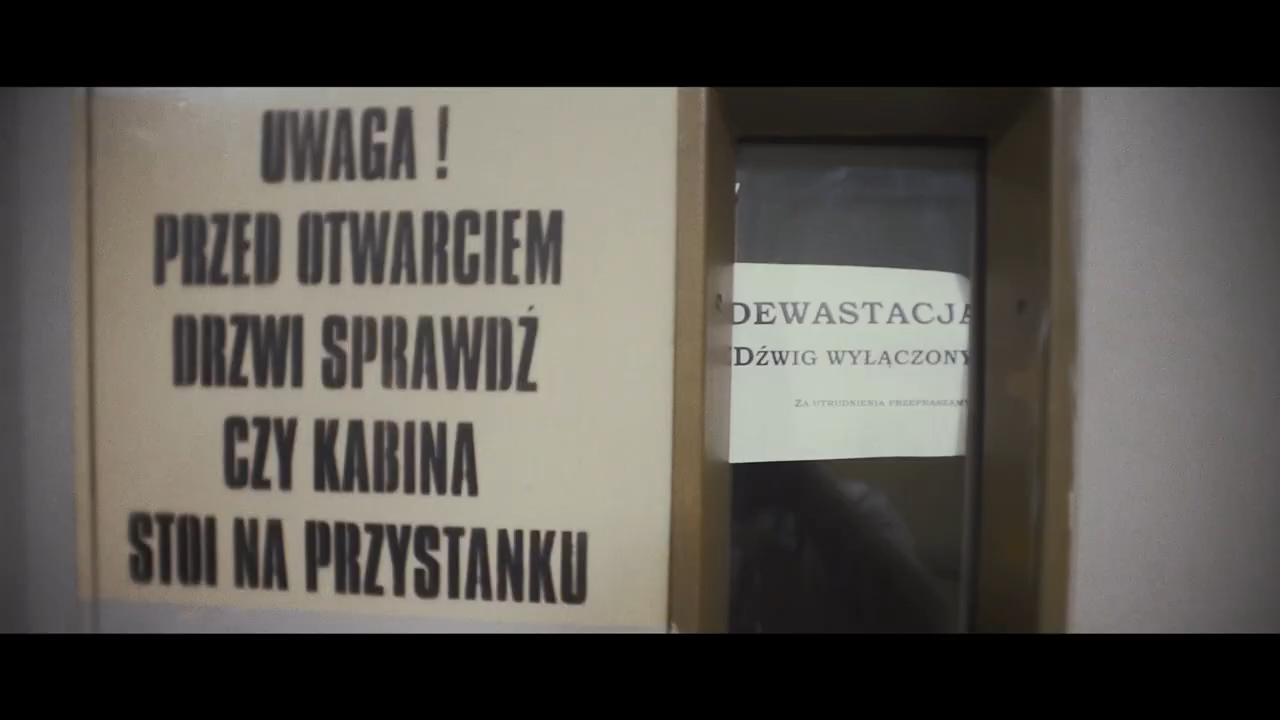 UWAGA !
PRZED OTWARCIEM
DRZWI SPRAWDŹ
CZY KABINA
STOI NA PRZYSTANKU
DEWASTACJA
DŹWIG WYŁĄCZONY
ZA UTRUDNIENIA PRZEPRASZAMY